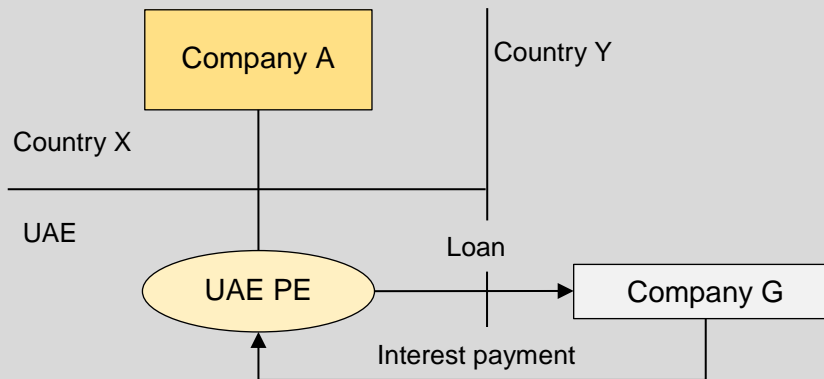 Company A
Country Y
Country X
UAE
Loan
UAE PE
Company G
Interest payment